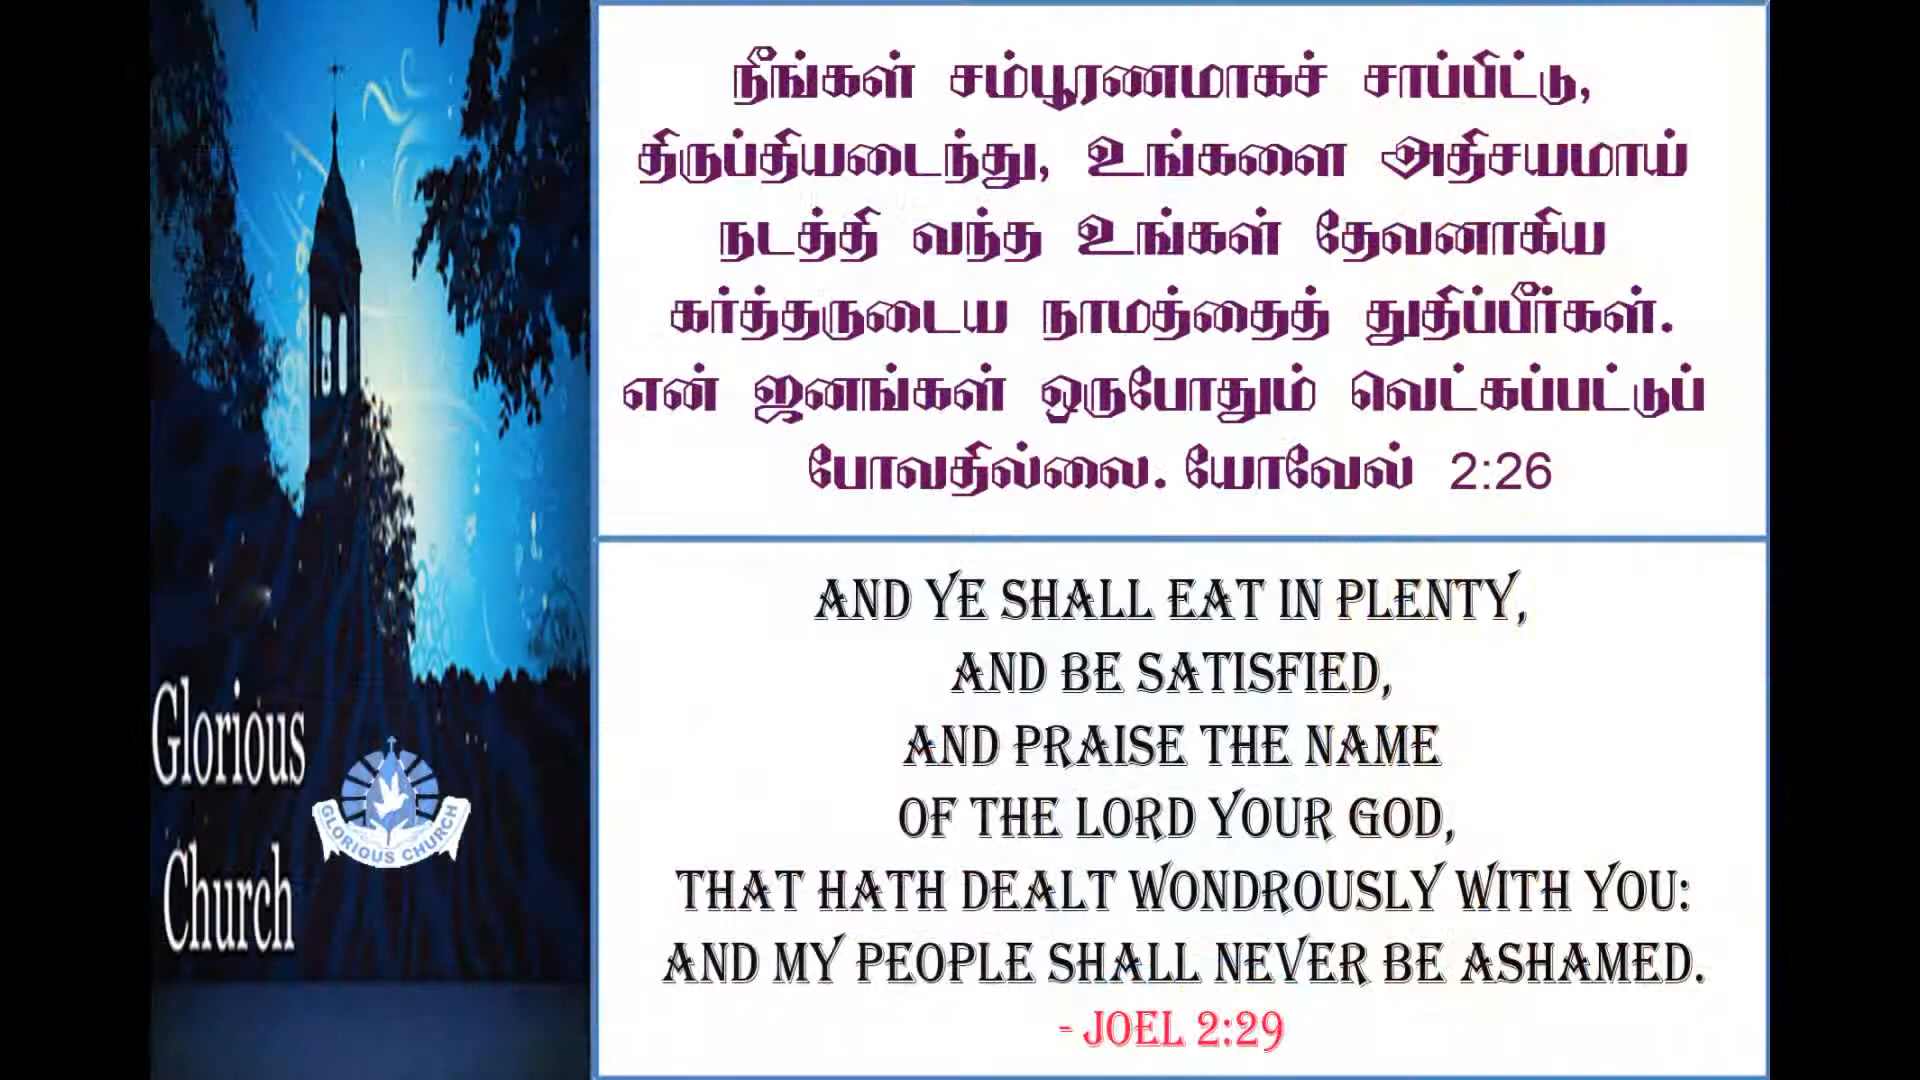 நீங்கள் சம்பூரணமாகச் சாப்பிட்டு,
திருப்தியடைந்து, உங்களை அதிசயமாய்
நடத்தி வந்த உங்கள் தேவனாகிய
கர்த்தருடைய நாமத்தைத் துதிப்பீர்கள்.
என் ஜனங்கள் ஒருபோதும் வெட்கப்பட்டுப்
போவதில்லை. யோவேல் 2:26
AND YE SHALL EAT IN PLENTY,
AND BE SATISFIED,
AND PRAISE THE NAME
OF THE LORD YOUR GOD,
THAT HATH DEALT WONDROUSLY WITH YOU:
AND MY PEOPLE SHALL NEVER BE ASHAMED.
- JOEL 2:29
Glorious
Church
GLORIOUS CHURCH